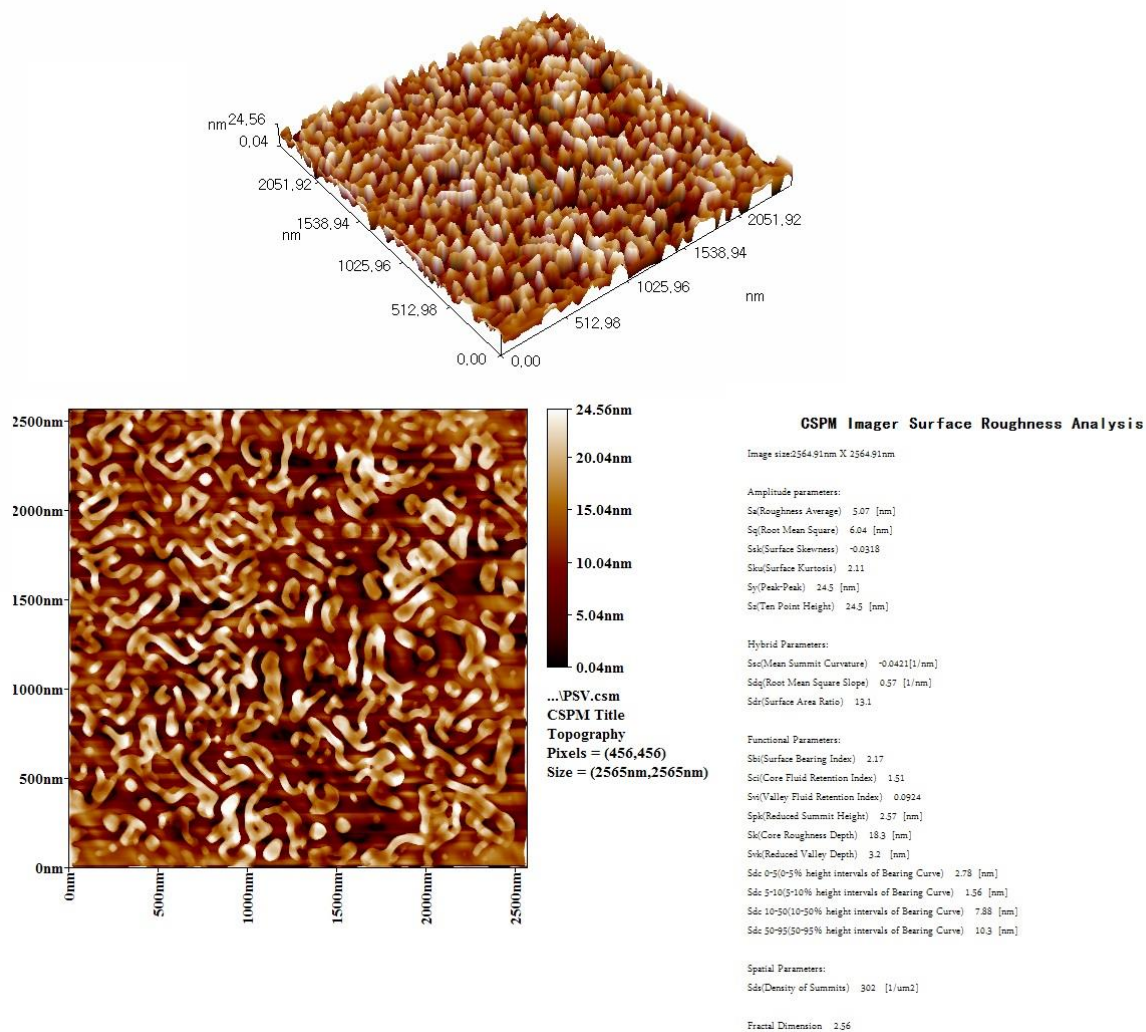 nm 24,56
0,04
2051,92
1538,94
nm
1025,96
512,98
0,00
0,00
512,98
1025,96
1538,94
2051,92
nm
2500nm
2000nm
1500nm
1000nm
500nm
0nm
0nm
500nm
1000nm
1500nm
2000nm
2500nm
24.56nm
20.04nm
15.04nm
10.04nm
5.04nm
0.04nm
...\PSV.csm
CSPM Title
Topography
Pixels = (456,456)
Size = (2565nm,2565nm)
CSPM Imager Surface Roughness Analysis
Image size:2564.91nm X 2564.91nm
Amplitude parameters:
Sa(Roughness Average) 5.07 [nm]
Sq(Root Mean Square) 6.04 [nm]
Ssk(Surface Skewness) -0.0318
Sku(Surface Kurtosis) 2.11
Sy(Peak-Peak) 24.5 [nm]
Sz(Ten Point Height) 24.5 [nm]
Hybrid Parameters:
Ssc(Mean Summit Curvature) -0.0421[1/nm]
Sdq(Root Mean Square Slope) 0.57 [1/nm]
Sdr(Surface Area Ratio) 13.1
Functional Parameters:
Sbi(Surface Bearing Index) 2.17
Sci(Core Fluid Retention Index) 1.51
Svi(Valley Fluid Retention Index) 0.0924
Spk(Reduced Summit Height) 2.57 [nm]
Sk(Core Roughness Depth) 18.3 [nm]
Svk(Reduced Valley Depth) 3.2 [nm]
Sdc 0-5(0-5% height intervals of Bearing Curve) 2.78 [nm]
Sdc 5-10(5-10% height intervals of Bearing Curve) 1.56 [nm]
Sdc 10-50(10-50% height intervals of Bearing Curve) 7.88 [nm]
Sdc 50-95(50-95% height intervals of Bearing Curve) 10.3 [nm]
Spatial Parameters:
Sds(Density of Summits) 302 [1/um2]
Fractal Dimension 2.56